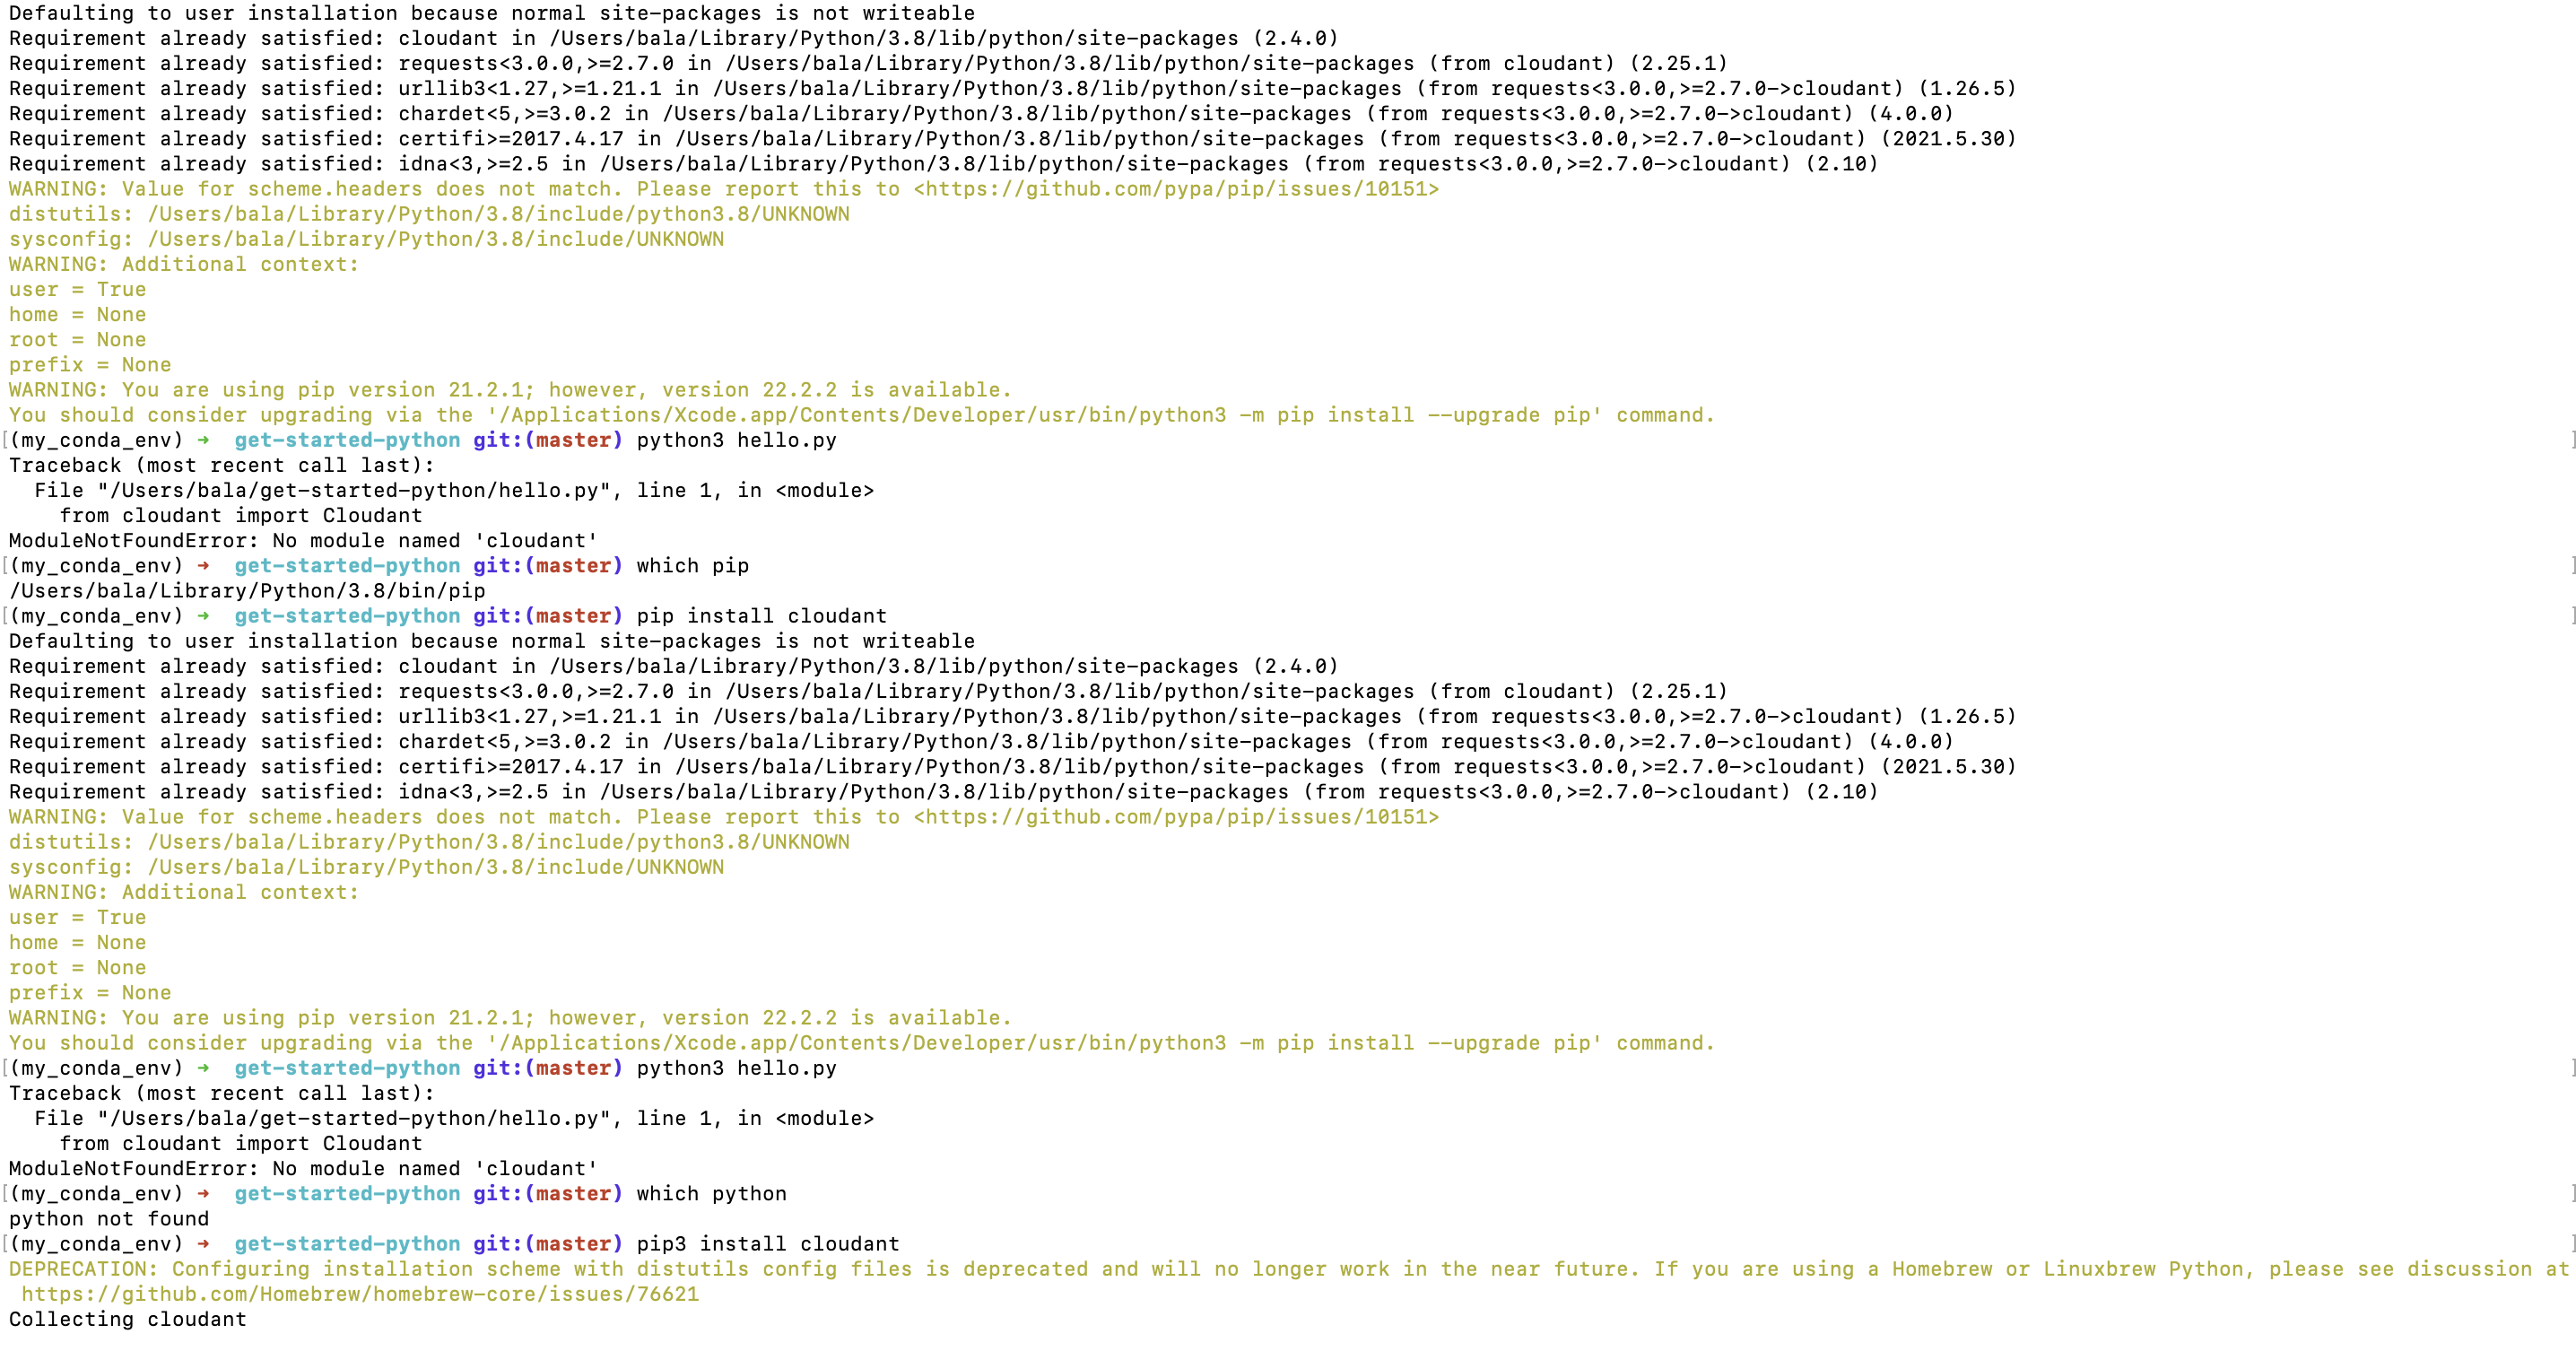 Defaulting to user installation because normal site-packages is not writeable
Requirement already satisfied: cloudant in /Users/bala/Library/Python/3.8/lib/python/site-packages (2.4.0)
Requirement already satisfied: requests<3.0.0,>=2.7.0 in /Users/bala/Library/Python/3.8/lib/python/site-packages (from cloudant) (2.25.1)
Requirement already satisfied: urllib3<1.27,>=1.21.1 in /Users/bala/Library/Python/3.8/lib/python/site-packages (from requests<3.0.0,>=2.7.0->cloudant) (1.26.5)
Requirement already satisfied: chardet<5,>=3.0.2 in /Users/bala/Library/Python/3.8/lib/python/site-packages (from requests<3.0.0,>=2.7.0->cloudant) (4.0.0)
Requirement already satisfied: certifi>=2017.4.17 in /Users/bala/Library/Python/3.8/lib/python/site-packages (from requests<3.0.0,>=2.7.0->cloudant) (2021.5.30)
Requirement already satisfied: idna<3,>=2.5 in /Users/bala/Library/Python/3.8/lib/python/site-packages (from requests<3.0.0,>=2.7.0->cloudant) (2.10)
WARNING: Value for scheme.headers does not match. Please report this to <https://github.com/pypa/pip/issues/10151>
distutils: /Users/bala/Library/Python/3.8/include/python3.8/UNKNOWN
sysconfig: /Users/bala/Library/Python/3.8/include/UNKNOWN
WARNING: Additional context:
user = True
home = None
root = None
prefix = None
WARNING: You are using pip version 21.2.1; however, version 22.2.2 is available.
You should consider upgrading via the '/Applications/Xcode.app/Contents/Developer/usr/bin/python3 -m pip install --upgrade pip' command.
[(my_conda_env) ➜  get-started-python git:(master) python3 hello.py ]
Traceback (most recent call last):
  File "/Users/bala/get-started-python/hello.py", line 1, in <module>
    from cloudant import Cloudant
ModuleNotFoundError: No module named 'cloudant'
[(my_conda_env) ➜  get-started-python git:(master) which pip ]
/Users/bala/Library/Python/3.8/bin/pip
[(my_conda_env) ➜  get-started-python git:(master) pip install cloudant ]
Defaulting to user installation because normal site-packages is not writeable
Requirement already satisfied: cloudant in /Users/bala/Library/Python/3.8/lib/python/site-packages (2.4.0)
Requirement already satisfied: requests<3.0.0,>=2.7.0 in /Users/bala/Library/Python/3.8/lib/python/site-packages (from cloudant) (2.25.1)
Requirement already satisfied: urllib3<1.27,>=1.21.1 in /Users/bala/Library/Python/3.8/lib/python/site-packages (from requests<3.0.0,>=2.7.0->cloudant) (1.26.5)
Requirement already satisfied: chardet<5,>=3.0.2 in /Users/bala/Library/Python/3.8/lib/python/site-packages (from requests<3.0.0,>=2.7.0->cloudant) (4.0.0)
Requirement already satisfied: certifi>=2017.4.17 in /Users/bala/Library/Python/3.8/lib/python/site-packages (from requests<3.0.0,>=2.7.0->cloudant) (2021.5.30)
Requirement already satisfied: idna<3,>=2.5 in /Users/bala/Library/Python/3.8/lib/python/site-packages (from requests<3.0.0,>=2.7.0->cloudant) (2.10)
WARNING: Value for scheme.headers does not match. Please report this to <https://github.com/pypa/pip/issues/10151>
distutils: /Users/bala/Library/Python/3.8/include/python3.8/UNKNOWN
sysconfig: /Users/bala/Library/Python/3.8/include/UNKNOWN
WARNING: Additional context:
user = True
home = None
root = None
prefix = None
WARNING: You are using pip version 21.2.1; however, version 22.2.2 is available.
You should consider upgrading via the '/Applications/Xcode.app/Contents/Developer/usr/bin/python3 -m pip install --upgrade pip' command.
[(my_conda_env) ➜  get-started-python git:(master) python3 hello.py ]
Traceback (most recent call last):
  File "/Users/bala/get-started-python/hello.py", line 1, in <module>
    from cloudant import Cloudant
ModuleNotFoundError: No module named 'cloudant'
[(my_conda_env) ➜  get-started-python git:(master) which python ]
python not found
[(my_conda_env) ➜  get-started-python git:(master) pip3 install cloudant ]
DEPRECATION: Configuring installation scheme with distutils config files is deprecated and will no longer work in the near future. If you are using a Homebrew or Linuxbrew Python, please see discussion at
 https://github.com/Homebrew/homebrew-core/issues/76621
Collecting cloudant